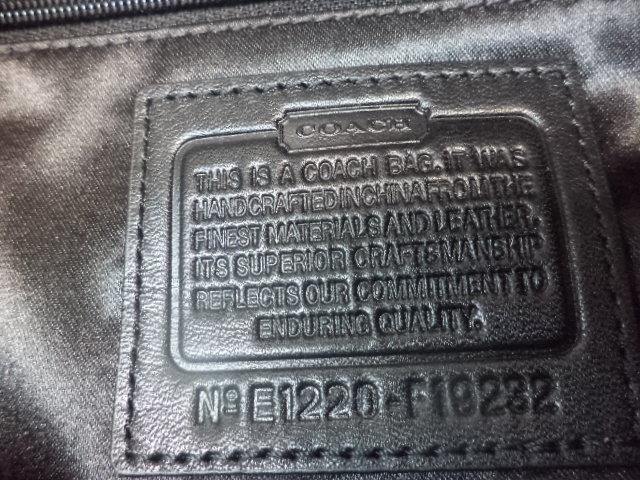 COACH
THIS IS A COACH BAG. IT WAS
HANDCRAFTED IN CHINA FROM THE
FINEST MATERIALS AND LEATHER.
ITS SUPERIOR CRAFTSMANSHIP
REFLECTS OUR COMMITMENT TO
ENDURING QUALITY.
Nº E1220-F19232